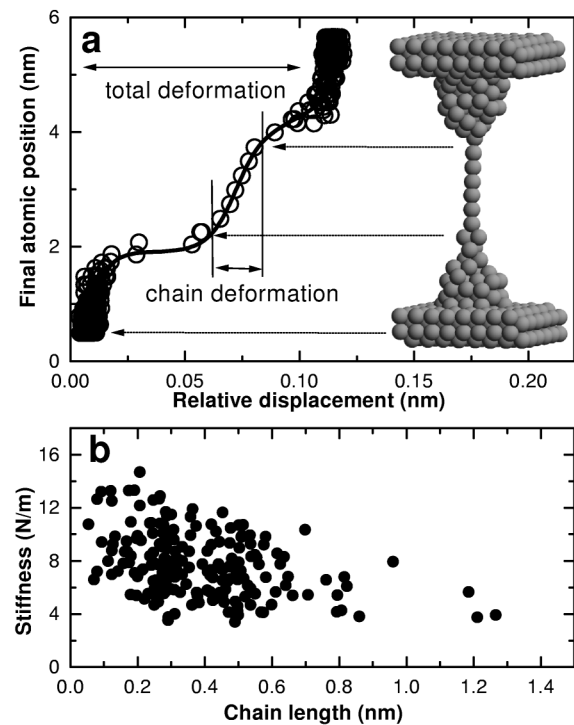 a
total deformation
chain deformation
Final atomic position (nm)
6
4
2
0
0.00
0.05
0.10
0.15
0.20
Relative displacement (nm)
b
Stiffness (N/m)
16
12
8
4
0
0.0
0.2
0.4
0.6
0.8
1.0
1.2
1.4
Chain length (nm)